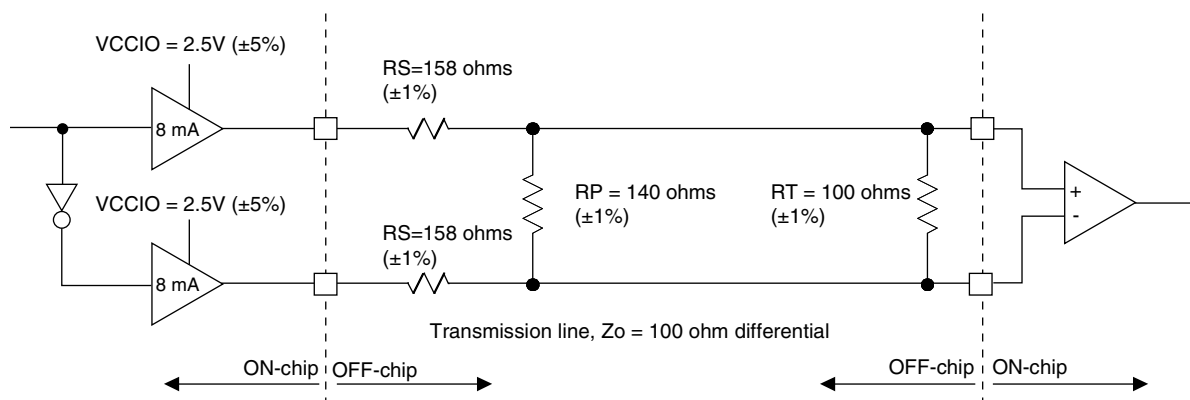 VCCIO = 2.5V (±5%)
8 mA
RS=158 ohms
(±1%)
VCCIO = 2.5V (±5%)
8 mA
RS=158 ohms
(±1%)
RP = 140 ohms
(±1%)
RT = 100 ohms
(±1%)
+
-
Transmission line, Zo = 100 ohm differential
ON-chip
OFF-chip
OFF-chip
ON-chip